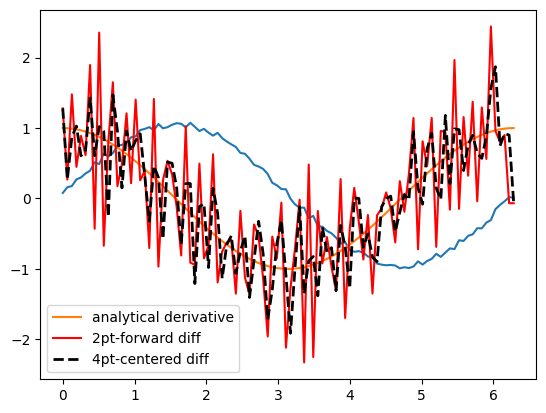 2
1
0
−1
−2
analytical derivative
2pt-forward diff
4pt-centered diff
0 1 2 3 4 5 6